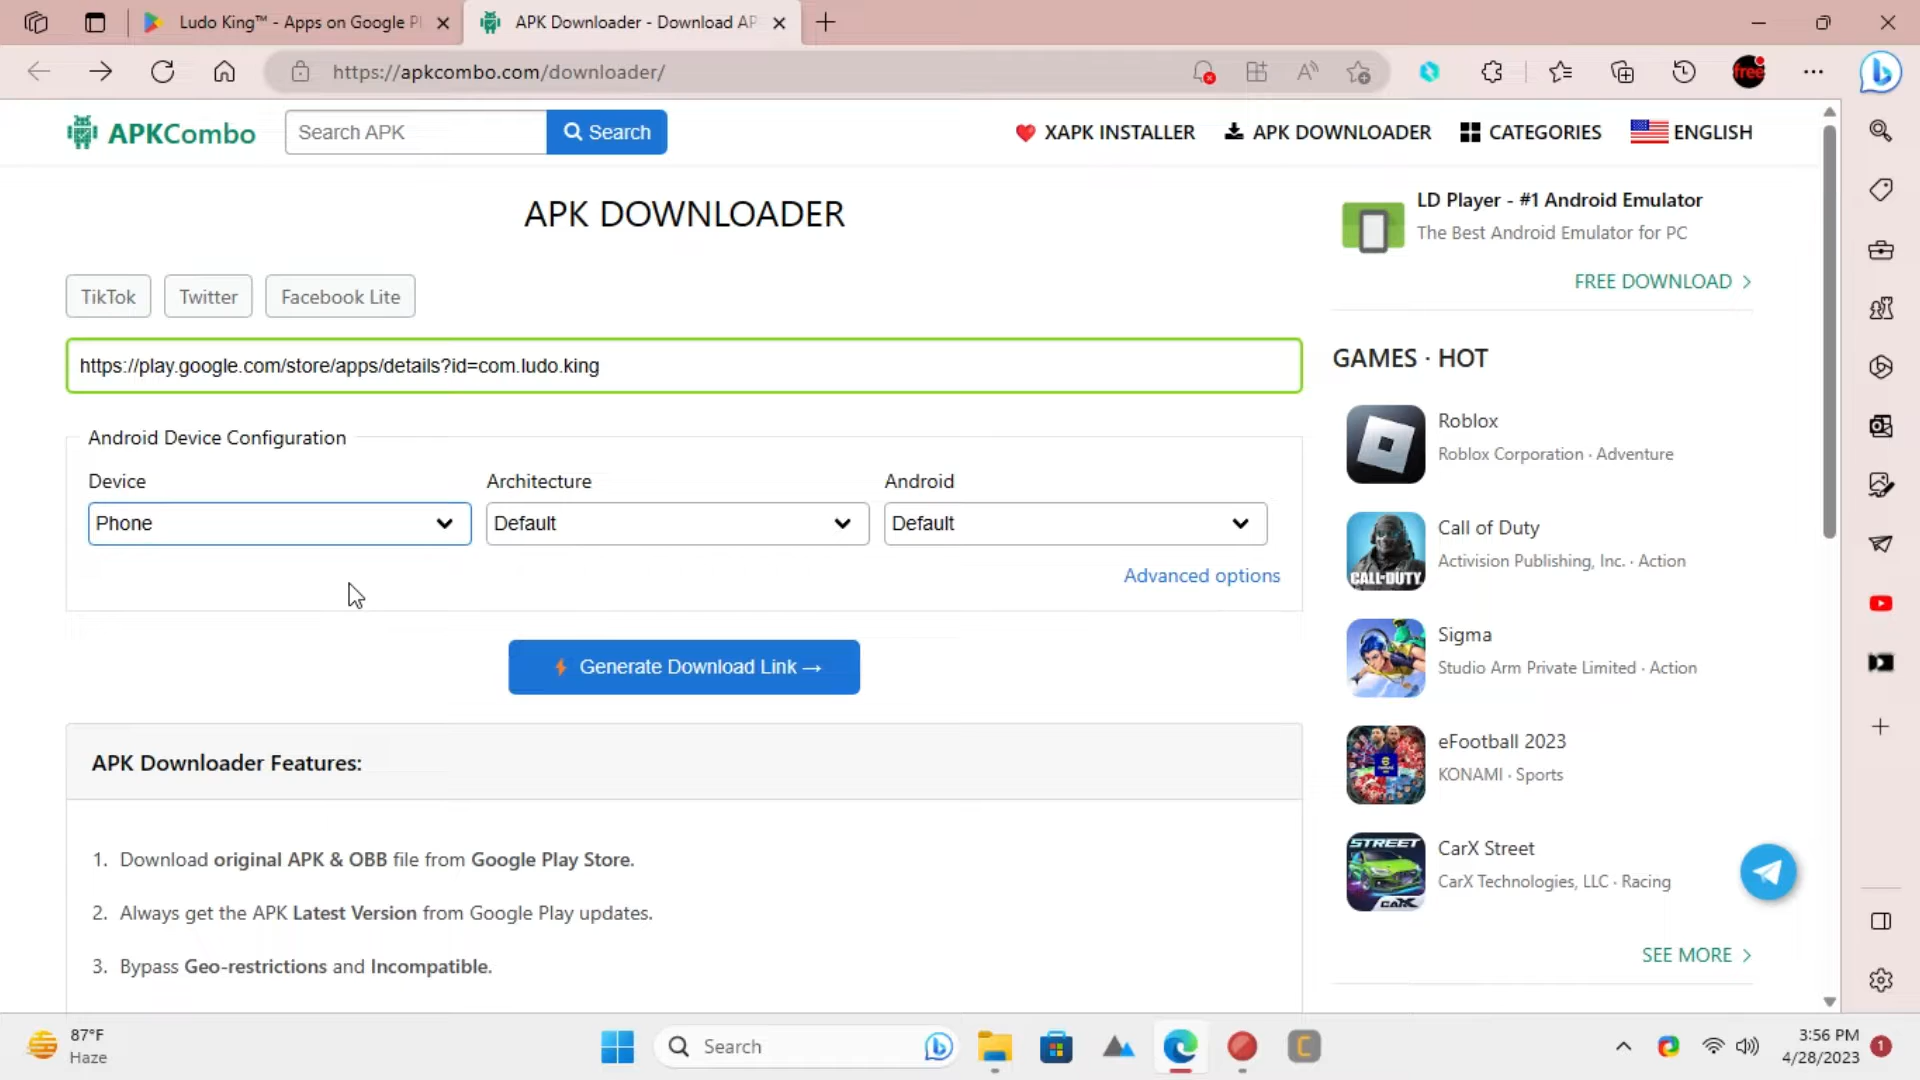 Ludo King™ - Apps on Google Pl
APK Downloader - Download AP
https://apkcombo.com/downloader/
free
APKCombo
Search APK
Search
XAPK INSTALLER
APK DOWNLOADER
CATEGORIES
ENGLISH
APK DOWNLOADER
TikTok
Twitter
Facebook Lite
https://play.google.com/store/apps/details?id=com.ludo.king
Android Device Configuration
Device
Architecture
Android
Phone
Default
Default
Advanced options
Generate Download Link →
APK Downloader Features:
1. Download original APK & OBB file from Google Play Store.
2. Always get the APK Latest Version from Google Play updates.
3. Bypass Geo-restrictions and Incompatible.
LD Player - #1 Android Emulator
The Best Android Emulator for PC
FREE DOWNLOAD
GAMES · HOT
Roblox
Roblox Corporation · Adventure
CALL·DUTY
Call of Duty
Activision Publishing, Inc. · Action
Sigma
Studio Arm Private Limited · Action
eFootball 2023
KONAMI · Sports
STREET
CARX
CarX Street
CarX Technologies, LLC · Racing
SEE MORE
87°F
Haze
Search
C
3:56 PM
4/28/2023
1